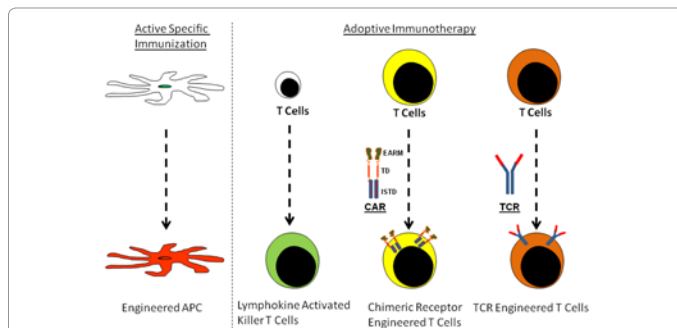 Active Specific
Immunization
Adoptive Immunotherapy
T Cells
T Cells
T Cells
EARM
TD
ISTD
CAR
TCR
Engineered APC
Lymphokine Activated
Killer T Cells
Chimeric Receptor
Engineered T Cells
TCR Engineered T Cells